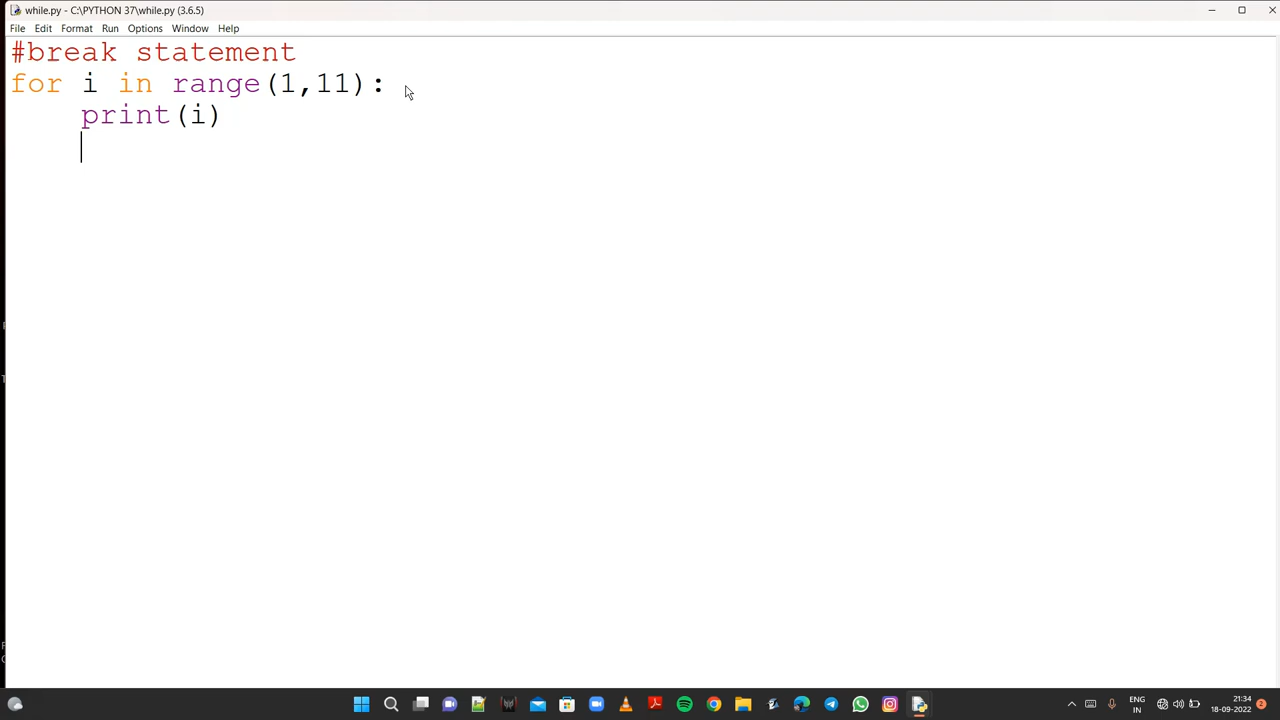 while.py - C:\PYTHON 37\while.py (3.6.5)
File Edit Format Run Options Window Help
#break statement
for i in range(1,11):
    print(i)
ENG
IN
21:34
18-09-2022
2